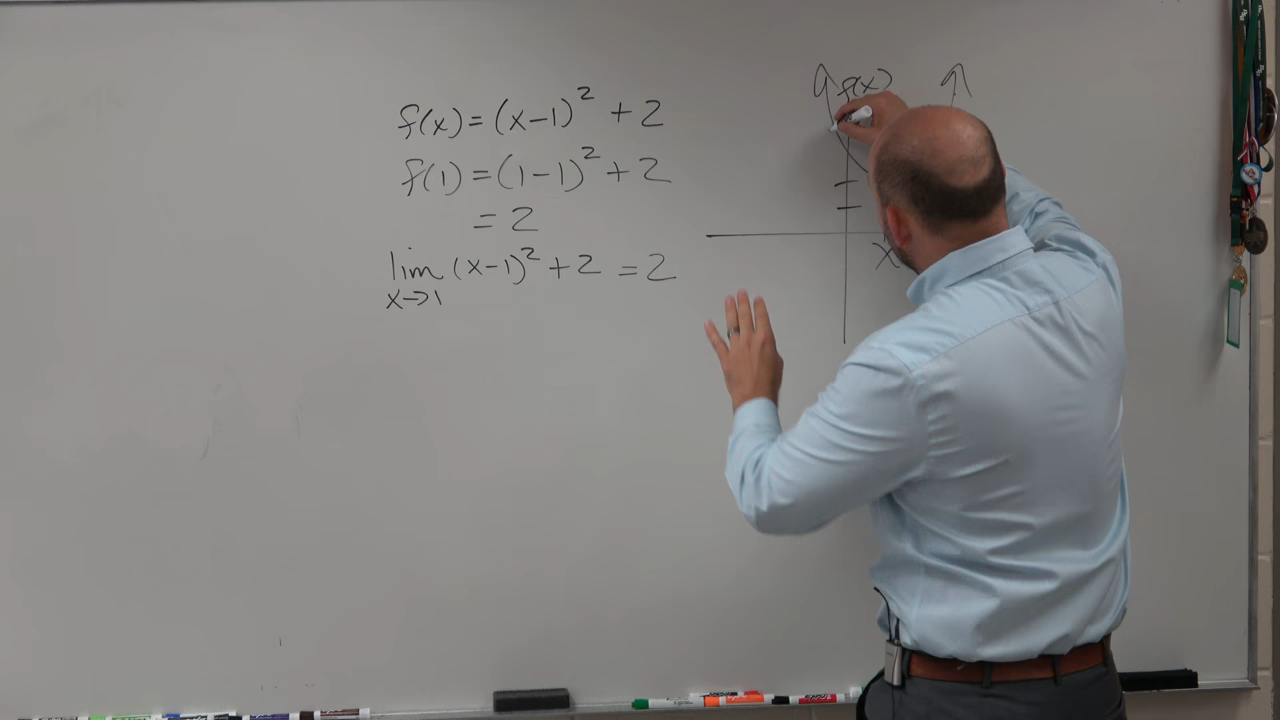 f(x) = (x-1)² + 2
f(1) = (1-1)² + 2
= 2
lim (x-1)² + 2 = 2
x→1
f(x)
x